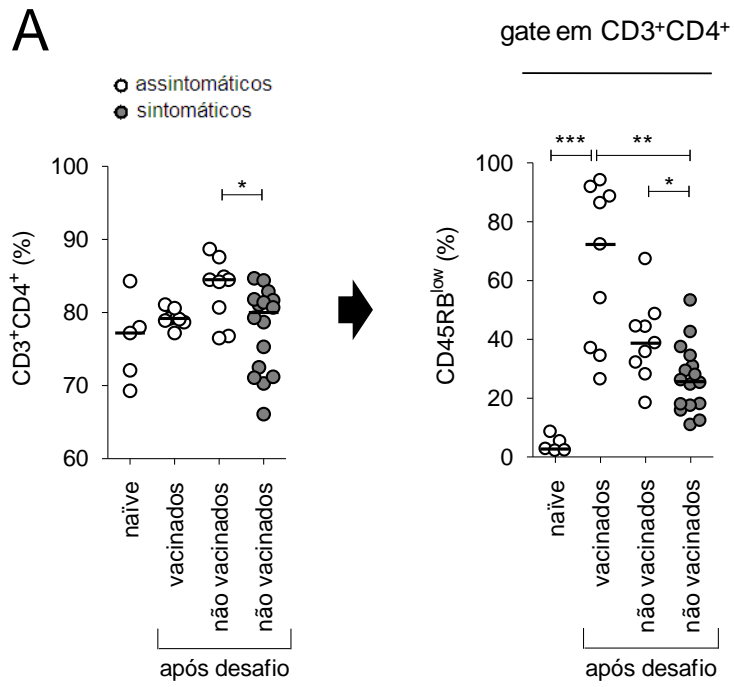 A
gate em CD3⁺CD4⁺
assintomáticos
sintomáticos
CD3⁺CD4⁺ (%)
100
90
80
70
60
*
naïve
vacinados
não vacinados
não vacinados
após desafio
CD45RB^low (%)
100
80
60
40
20
0
*** **
*
naïve
vacinados
não vacinados
não vacinados
após desafio